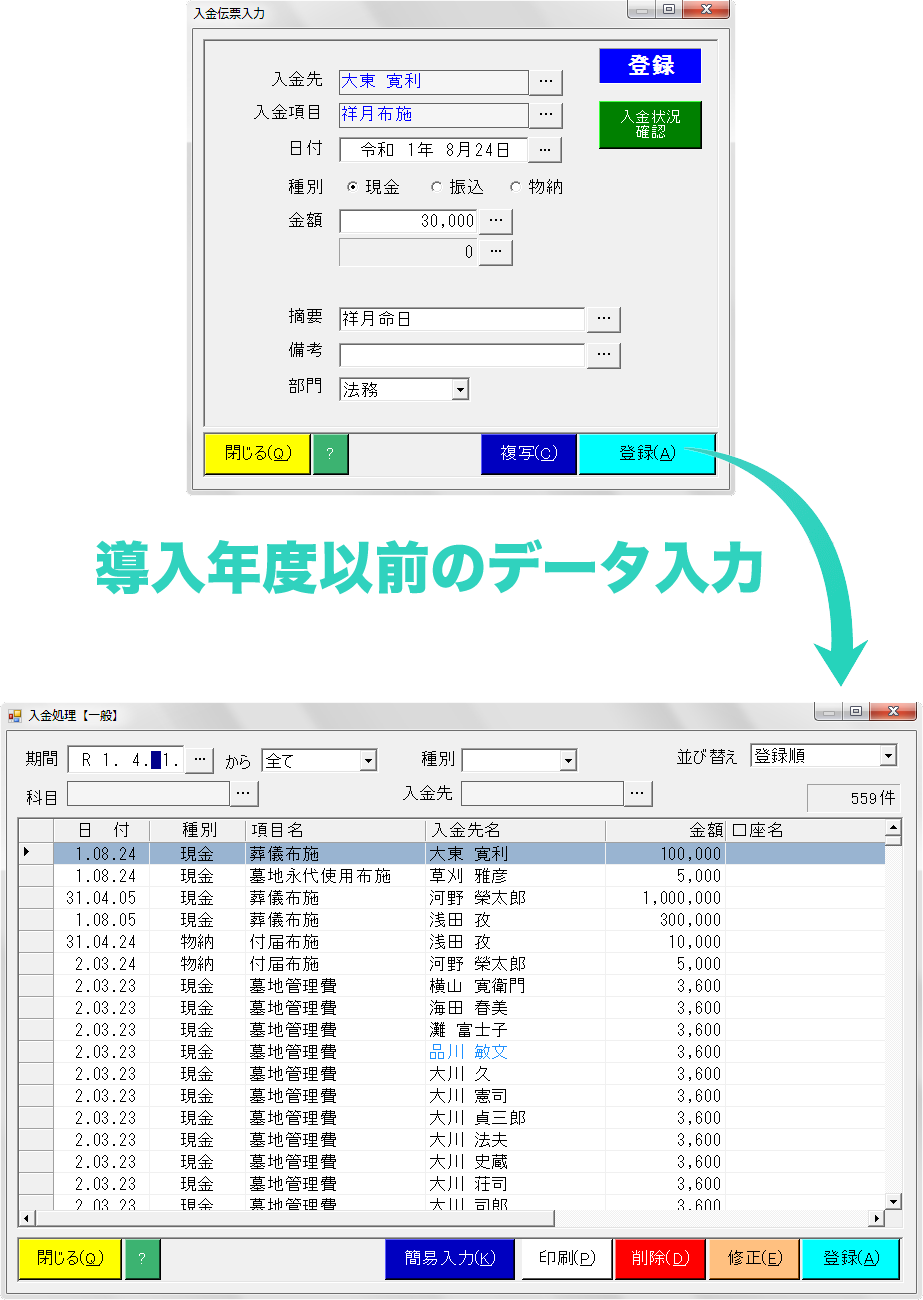 入金伝票入力
登録
入金先 大東 寛利 ...
入金項目 祥月布施 ...
入金状況
確認
日付 令和 1年 8月24日 ...
種別 現金 振込 物納
金額 30,000 ...
0 ...
摘要 祥月命日 ...
備考 ...
部門 法務
閉じる(Q) ? 複写(C) 登録(A)
導入年度以前のデータ入力
入金処理【一般】
期間 R 1. 4. 1. ... から 全て 種別 並び替え 登録順
科目 ... 入金先 ... 559件
日 付 種別 項目名 入金先名 金額 口座名
1.08.24 現金 葬儀布施 大東 寛利 100,000
1.08.24 現金 墓地永代使用布施 草刈 雅彦 5,000
31.04.05 現金 葬儀布施 河野 榮太郎 1,000,000
1.08.05 現金 葬儀布施 浅田 孜 300,000
31.04.24 物納 付届布施 浅田 孜 10,000
2.03.24 物納 付届布施 河野 榮太郎 5,000
2.03.23 現金 墓地管理費 横山 寛衛門 3,600
2.03.23 現金 墓地管理費 海田 春美 3,600
2.03.23 現金 墓地管理費 灘 富士子 3,600
2.03.23 現金 墓地管理費 品川 敏文 3,600
2.03.23 現金 墓地管理費 大川 久 3,600
2.03.23 現金 墓地管理費 大川 憲司 3,600
2.03.23 現金 墓地管理費 大川 貞三郎 3,600
2.03.23 現金 墓地管理費 大川 法夫 3,600
2.03.23 現金 墓地管理費 大川 史蔵 3,600
2.03.23 現金 墓地管理費 大川 荘司 3,600
2.03.23 現金 墓地管理費 大川 司郎 3,600
閉じる(Q) ? 簡易入力(K) 印刷(P) 削除(D) 修正(E) 登録(A)